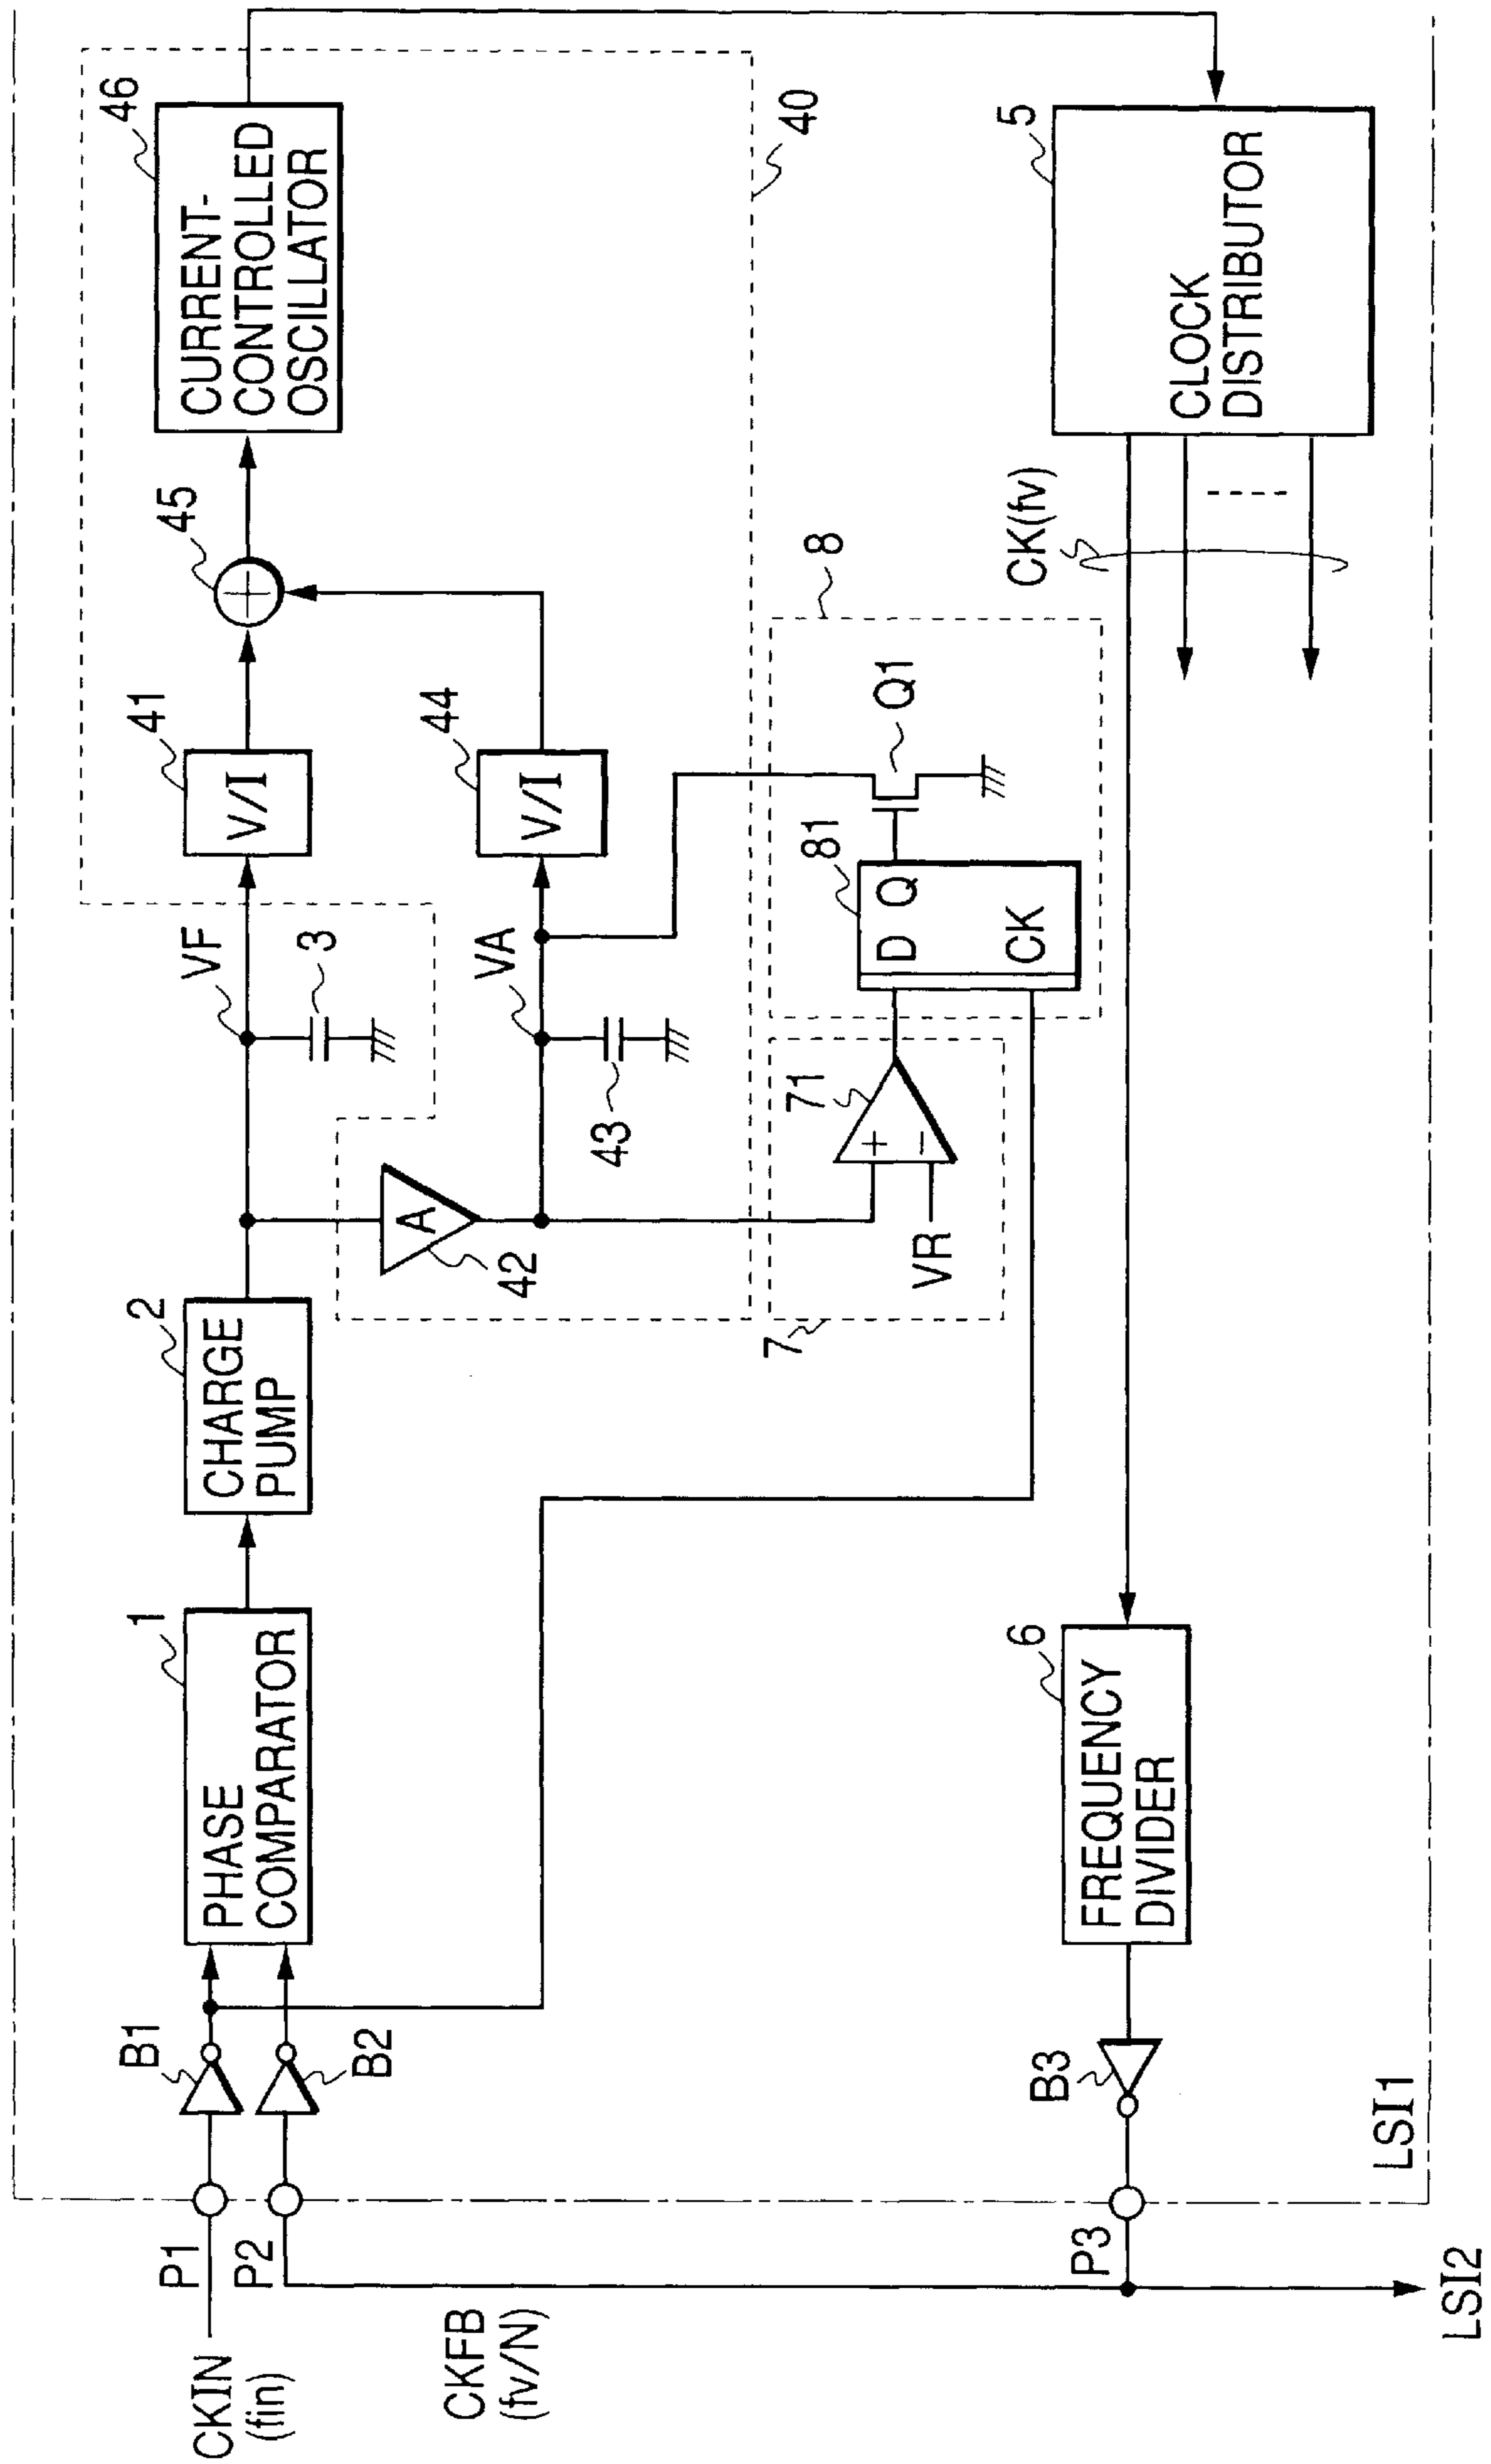 CKIN
(fin)
P1
B1
P2
B2
1
PHASE
COMPARATOR
2
CHARGE
PUMP
VF
3
41
V/I
45
46
CURRENT-
CONTROLLED
OSCILLATOR
A
42
VA
43
44
V/I
40
CKFB
(fv/N)
7
71
+
−
VR
8
81
D Q
CK
Q1
CK(fv)
5
CLOCK
DISTRIBUTOR
6
FREQUENCY
DIVIDER
B3
P3
LSI1
LSI2